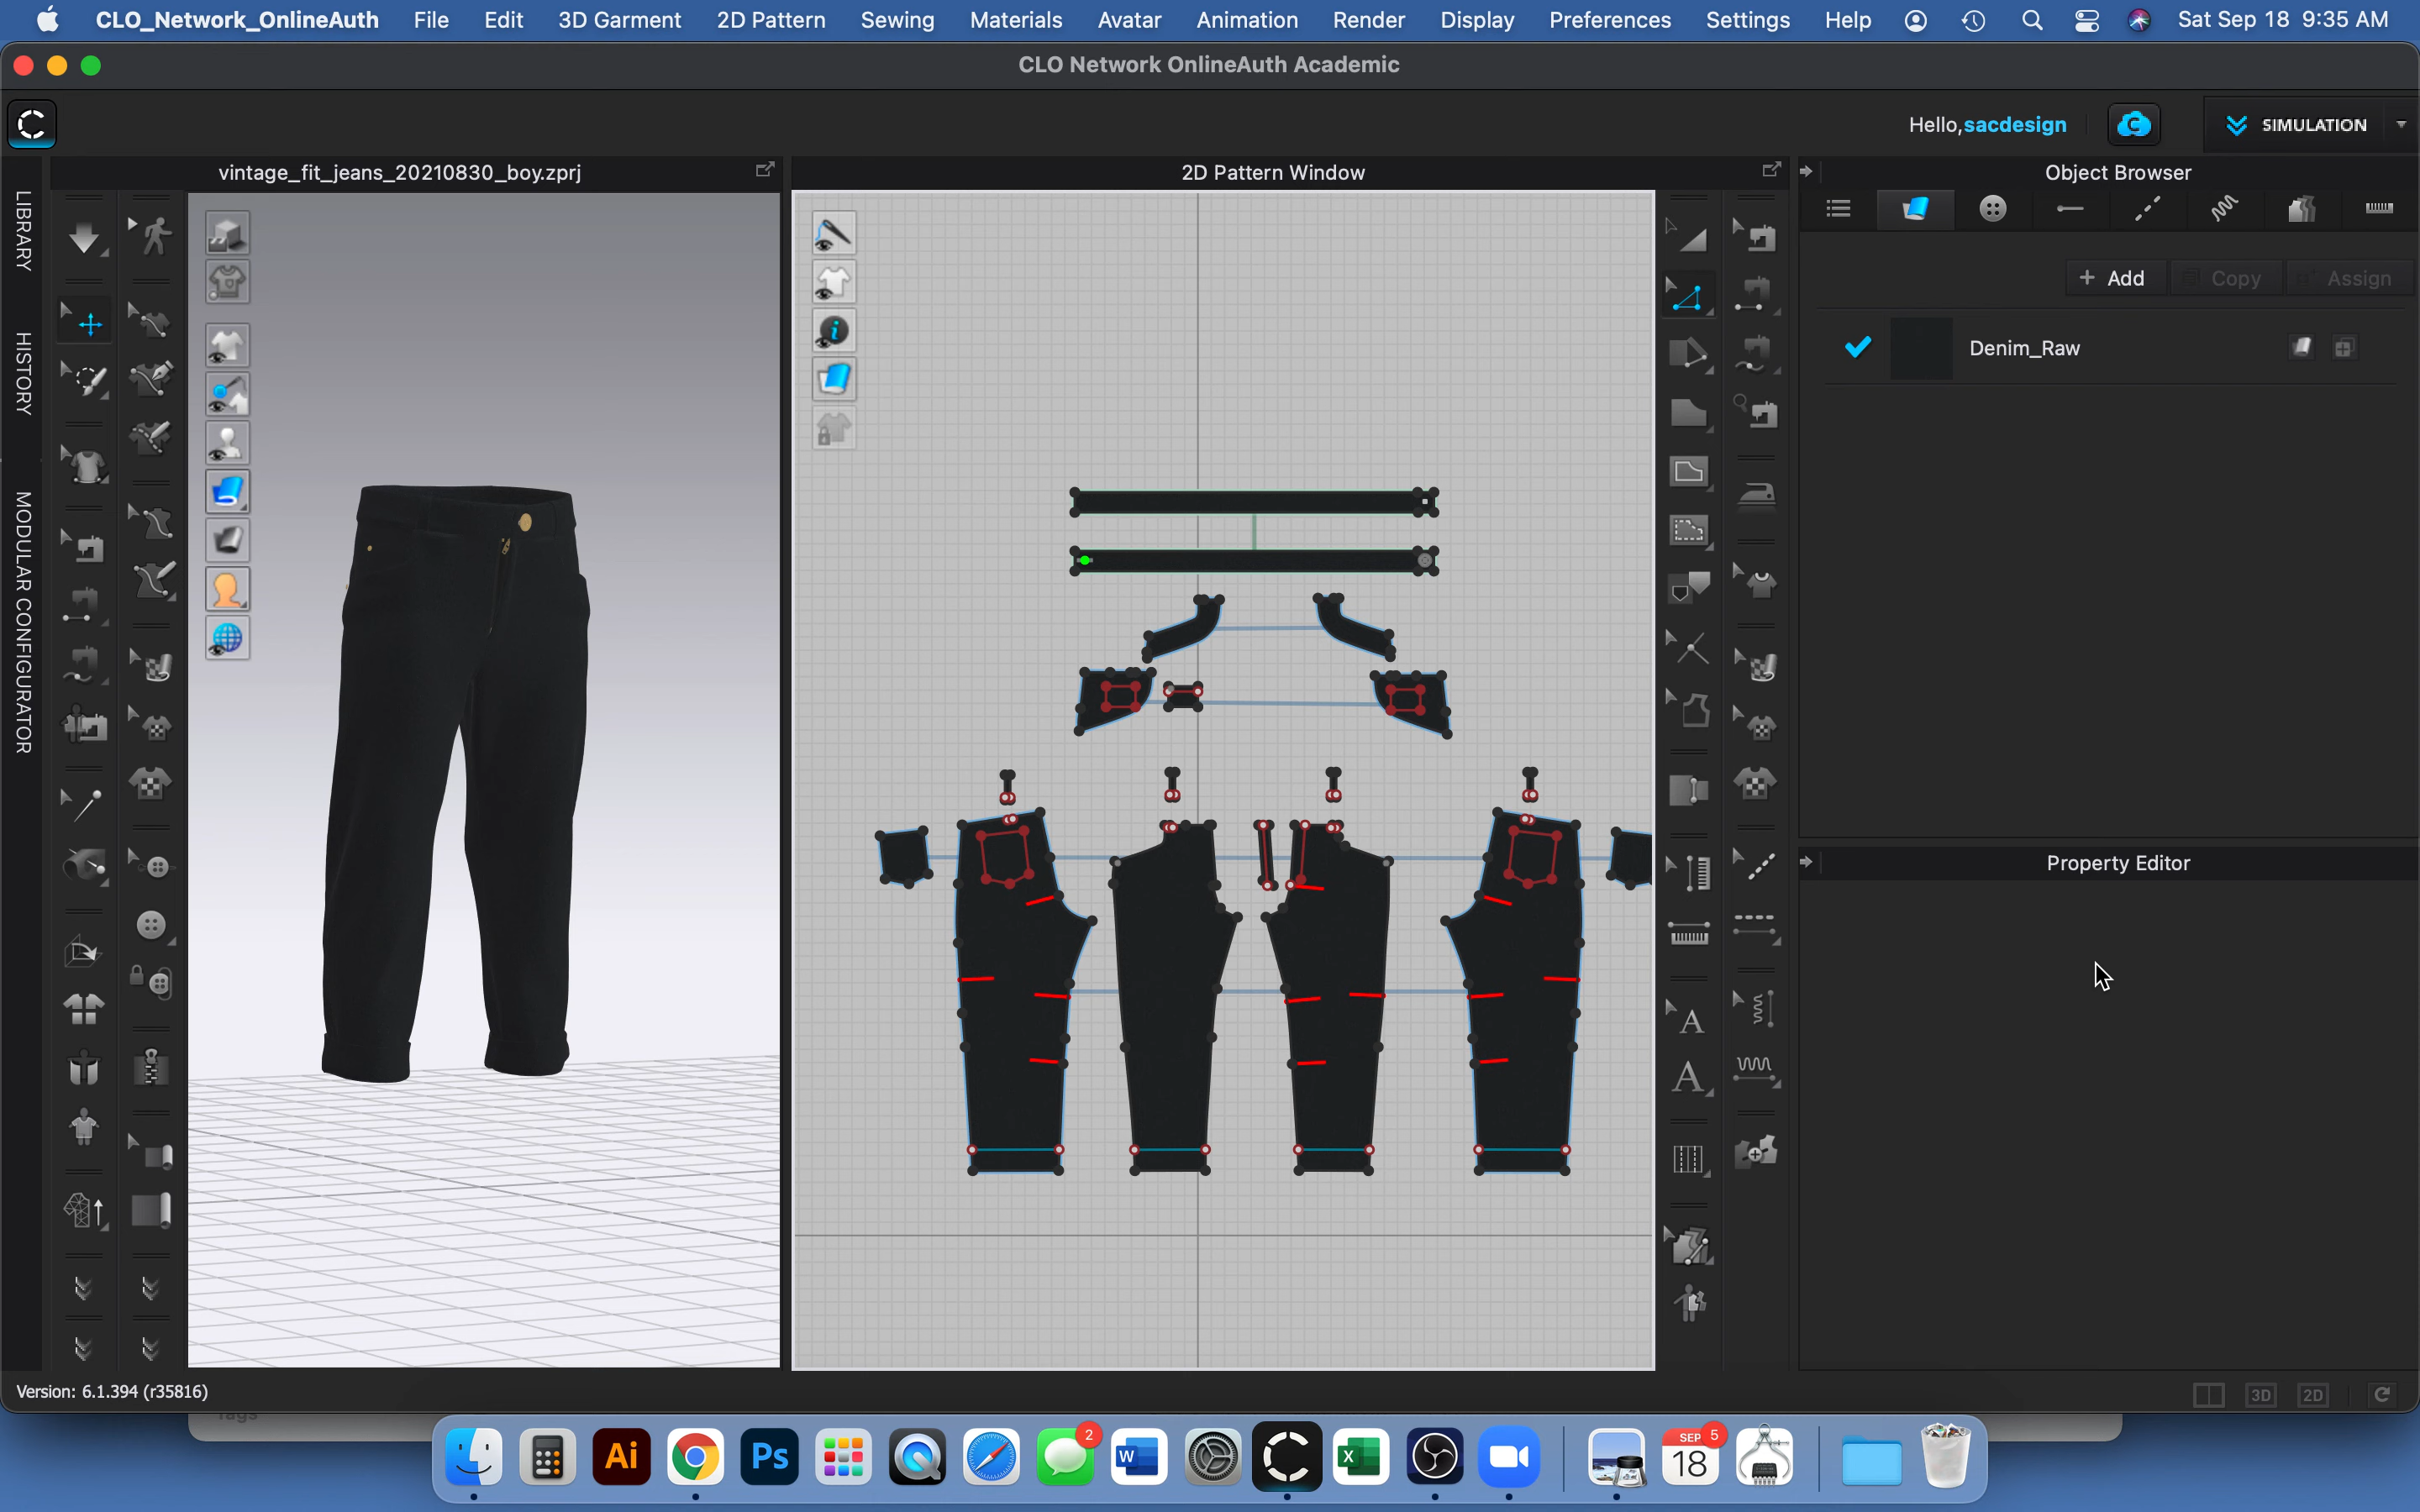 CLO_Network_OnlineAuth File Edit 3D Garment 2D Pattern Sewing Materials Avatar Animation Render Display Preferences Settings Help Sat Sep 18 9:35 AM
CLO Network OnlineAuth Academic
Hello,sacdesign
SIMULATION
vintage_fit_jeans_20210830_boy.zprj
2D Pattern Window
Object Browser
LIBRARY
HISTORY
MODULAR CONFIGURATOR
+ Add
Copy
Assign
Denim_Raw
Property Editor
A
A
Version: 6.1.394 (r35816)
3D
2D
Tags
Ai
Ps
2
W
X
SEP
5
18